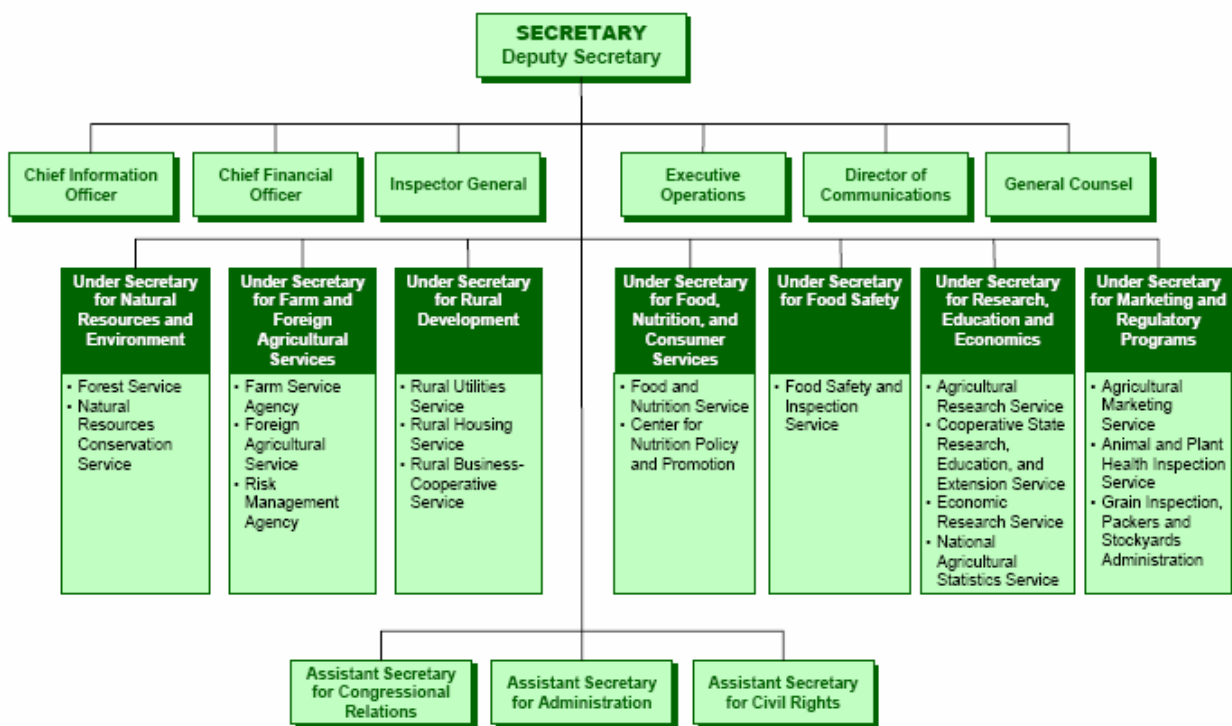 SECRETARY
Deputy Secretary
Chief Information
Officer
Chief Financial
Officer
Inspector General
Executive
Operations
Director of
Communications
General Counsel
Under Secretary
for Natural
Resources and
Environment
• Forest Service
• Natural
Resources
Conservation
Service
Under Secretary
for Farm and
Foreign
Agricultural
Services
• Farm Service
Agency
• Foreign
Agricultural
Service
• Risk
Management
Agency
Under Secretary
for Rural
Development
• Rural Utilities
Service
• Rural Housing
Service
• Rural Business-
Cooperative
Service
Under Secretary
for Food,
Nutrition, and
Consumer
Services
• Food and
Nutrition Service
• Center for
Nutrition Policy
and Promotion
Under Secretary
for Food Safety
• Food Safety and
Inspection
Service
Under Secretary
for Research,
Education and
Economics
• Agricultural
Research Service
• Cooperative State
Research,
Education, and
Extension Service
• Economic
Research Service
• National
Agricultural
Statistics Service
Under Secretary
for Marketing and
Regulatory
Programs
• Agricultural
Marketing
Service
• Animal and Plant
Health Inspection
Service
• Grain Inspection,
Packers and
Stockyards
Administration
Assistant Secretary
for Congressional
Relations
Assistant Secretary
for Administration
Assistant Secretary
for Civil Rights